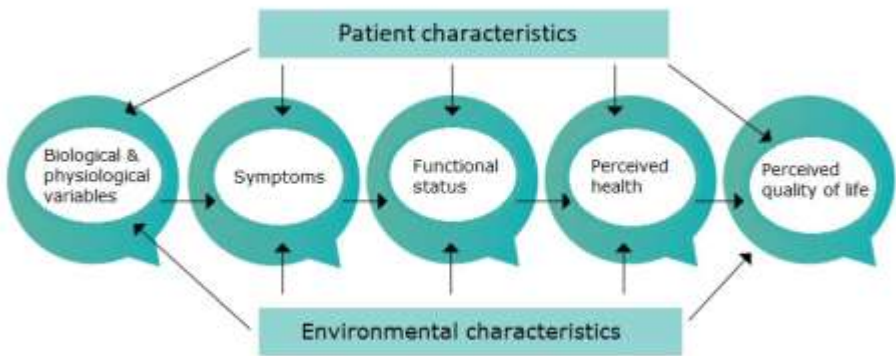 Patient characteristics
Biological &
physiological
variables
Symptoms
Functional
status
Perceived
health
Perceived
quality of life
Environmental characteristics